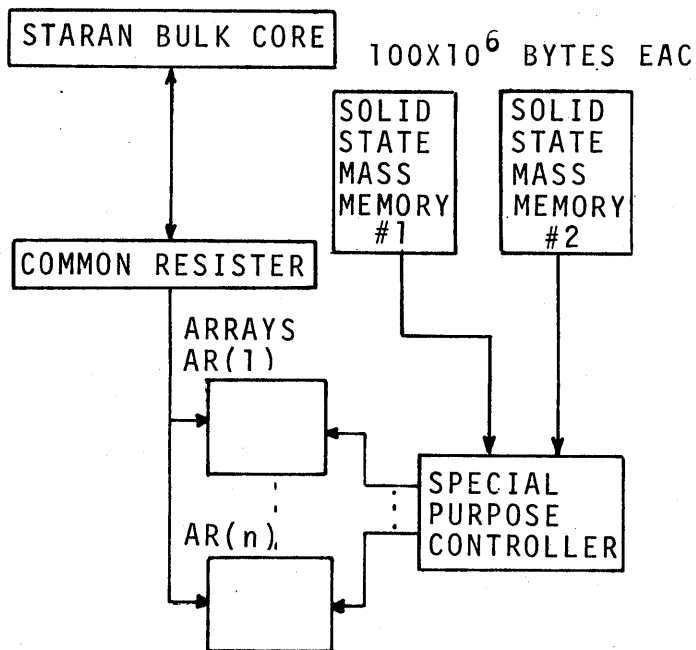 STARAN BULK CORE
100X10⁶ BYTES EAC
SOLID
STATE
MASS
MEMORY
#1
SOLID
STATE
MASS
MEMORY
#2
COMMON RESISTER
ARRAYS
AR(1)
SPECIAL
PURPOSE
CONTROLLER
AR(n)